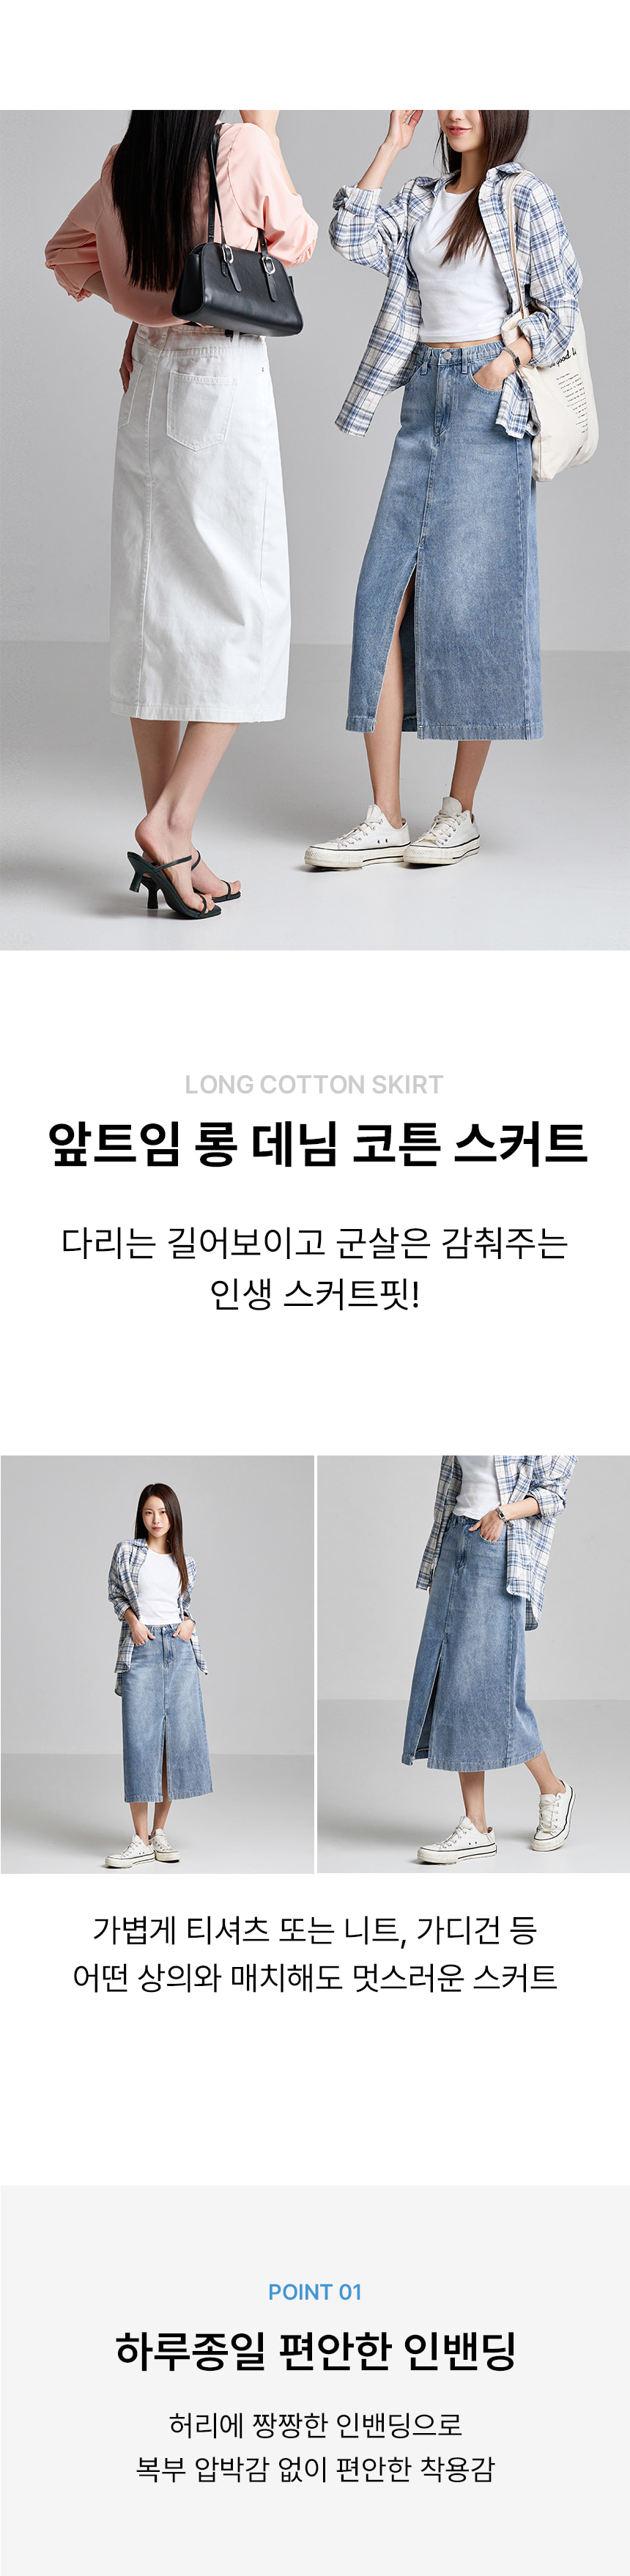 LONG COTTON SKIRT
앞트임 롱 데님 코튼 스커트
다리는 길어보이고 군살은 감춰주는
인생 스커트핏!
가볍게 티셔츠 또는 니트, 가디건 등
어떤 상의와 매치해도 멋스러운 스커트
POINT 01
하루종일 편안한 인밴딩
허리에 짱짱한 인밴딩으로
복부 압박감 없이 편안한 착용감